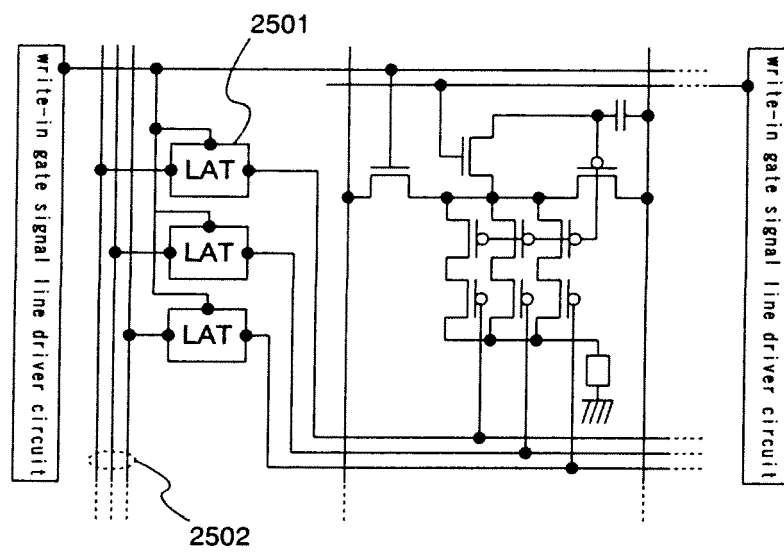 2501
write-in gate signal line driver circuit
LAT
LAT
LAT
write-in gate signal line driver circuit
2502